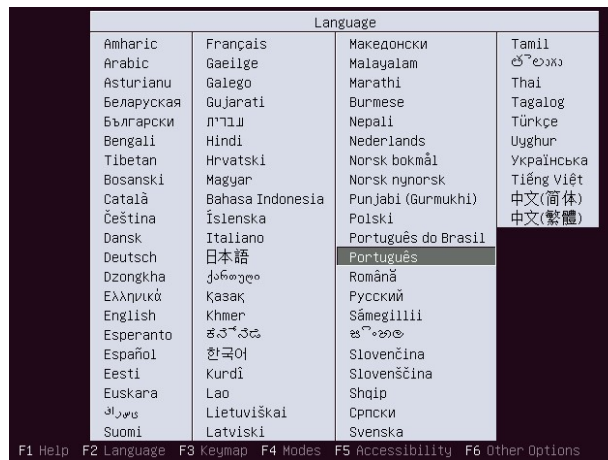 Language
Amharic
Arabic
Asturianu
Беларуская
Български
Bengali
Tibetan
Bosanski
Català
Čeština
Dansk
Deutsch
Dzongkha
Ελληνικά
English
Esperanto
Español
Eesti
Euskara
Suomi
Français
Gaeilge
Galego
Gujarati
עברית
Hindi
Hrvatski
Magyar
Bahasa Indonesia
Íslenska
Italiano
日本語
ქართული
Қазақ
Khmer
한국어
Kurdî
Lao
Lietuviškai
Latviski
Македонски
Malayalam
Marathi
Burmese
Nepali
Nederlands
Norsk bokmål
Norsk nynorsk
Punjabi (Gurmukhi)
Polski
Português do Brasil
Português
Română
Русский
Sámegillii
Slovenčina
Slovenščina
Shqip
Српски
Svenska
Tamil
Thai
Tagalog
Türkçe
Uyghur
Українська
Tiếng Việt
中文(简体)
中文(繁體)
F1 Help F2 Language F3 Keymap F4 Modes F5 Accessibility F6 Other Options